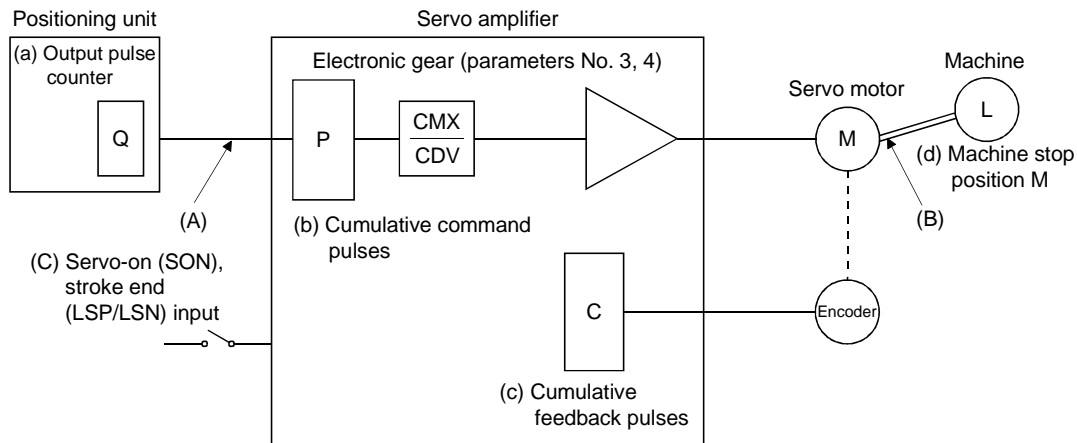 Positioning unit
Servo amplifier
(a) Output pulse
counter
Q
Electronic gear (parameters No. 3, 4)
P
CMX
CDV
Servo motor
M
Machine
L
(d) Machine stop
position M
(A)
(B)
(b) Cumulative command
pulses
(C) Servo-on (SON),
stroke end
(LSP/LSN) input
C
Encoder
(c) Cumulative
feedback pulses